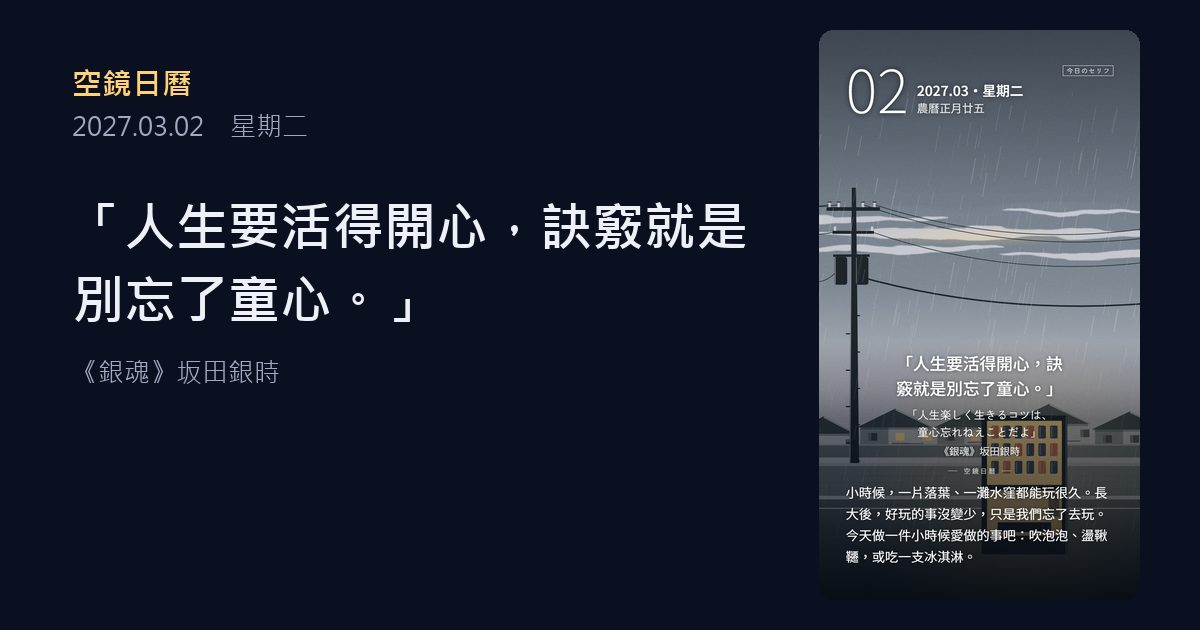 空鏡日曆
2027.03.02　星期二
「人生要活得開心，訣竅就是
別忘了童心。」
《銀魂》坂田銀時
02
2027.03・星期二
農曆正月廿五
今日のセリフ
「人生要活得開心，訣
竅就是別忘了童心。」
「人生楽しく生きるコツは、
童心忘れねえことだよ」
《銀魂》坂田銀時
— 空鏡日曆 —
小時候，一片落葉、一灘水窪都能玩很久。長
大後，好玩的事沒變少，只是我們忘了去玩。
今天做一件小時候愛做的事吧：吹泡泡、盪鞦
韆，或吃一支冰淇淋。